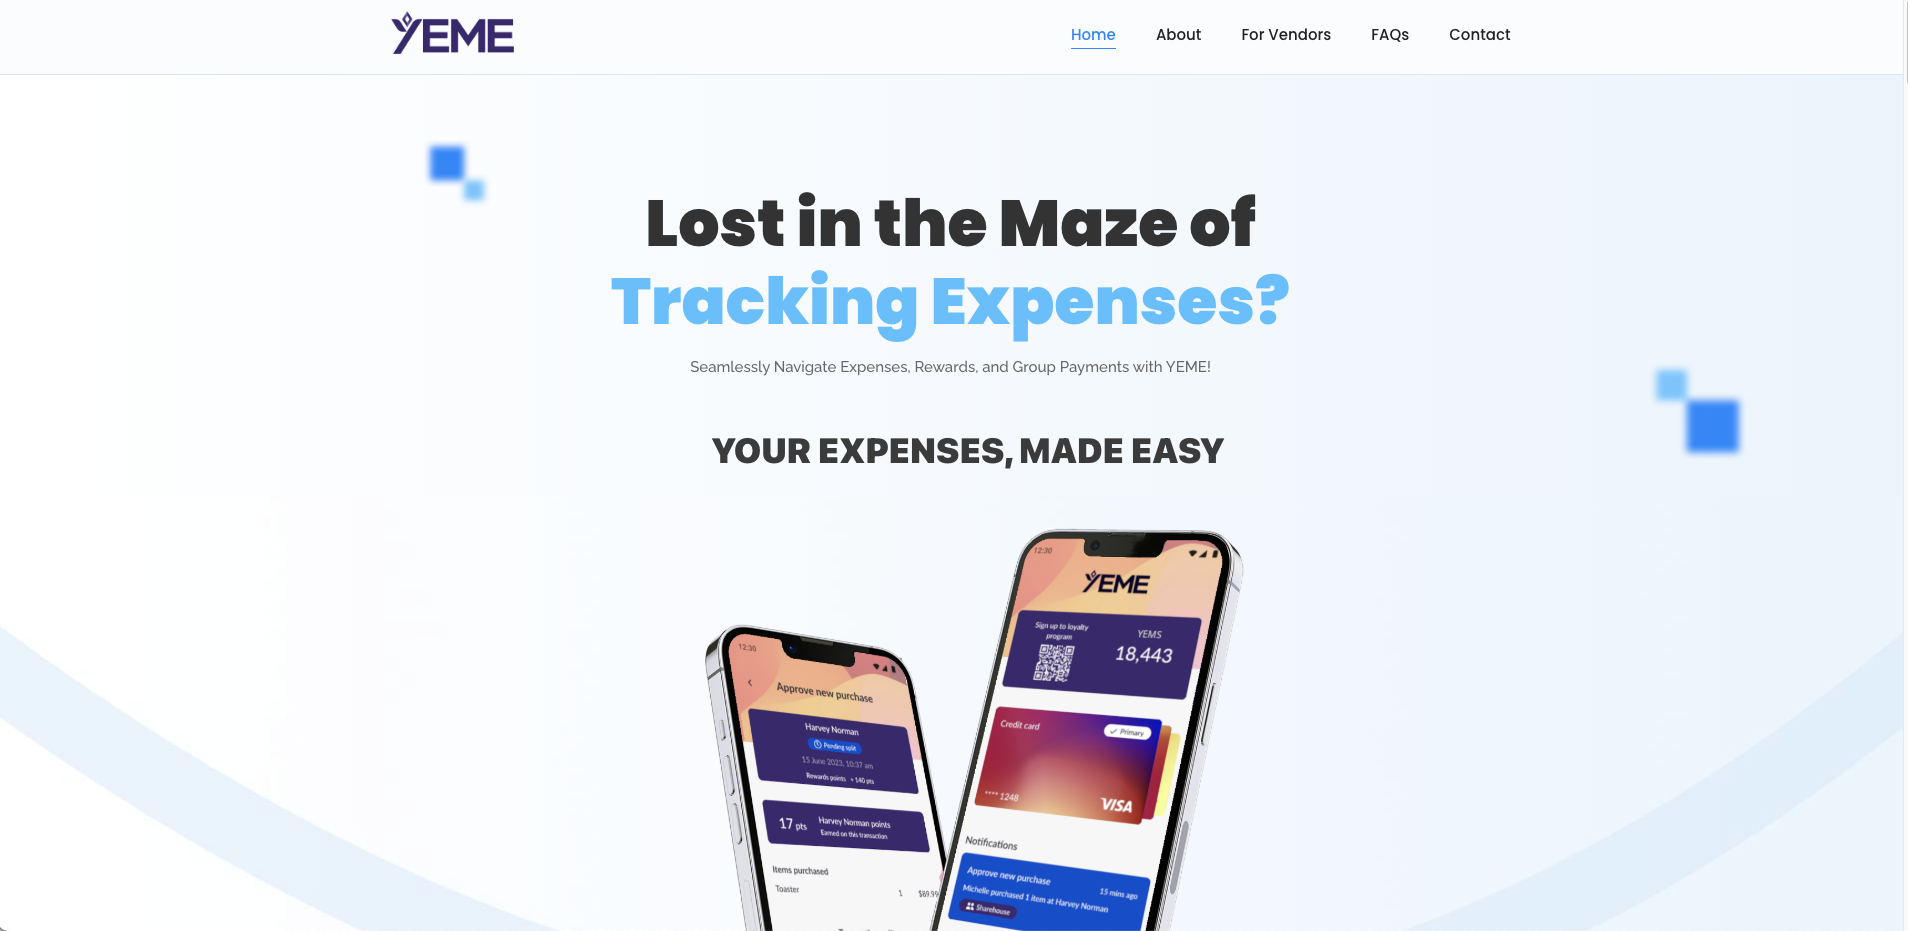 YEME
Home
About
For Vendors
FAQs
Contact
Lost in the Maze of
Tracking Expenses?
Seamlessly Navigate Expenses, Rewards, and Group Payments with YEME!
YOUR EXPENSES, MADE EASY
12:30
Approve new purchase
Harvey Norman
Pending split
15 June 2023, 10:37 am
Rewards points + 140 pts
17 pts
Harvey Norman points
Earned on this transaction
Items purchased
Toaster 1 $89.99
12:30
YEME
Sign up to loyalty
program
YEMS
18,443
Credit card
Primary
**** 1248
VISA
Notifications
Approve new purchase
15 mins ago
Michelle purchased 1 item at Harvey Norman
Sharehouse